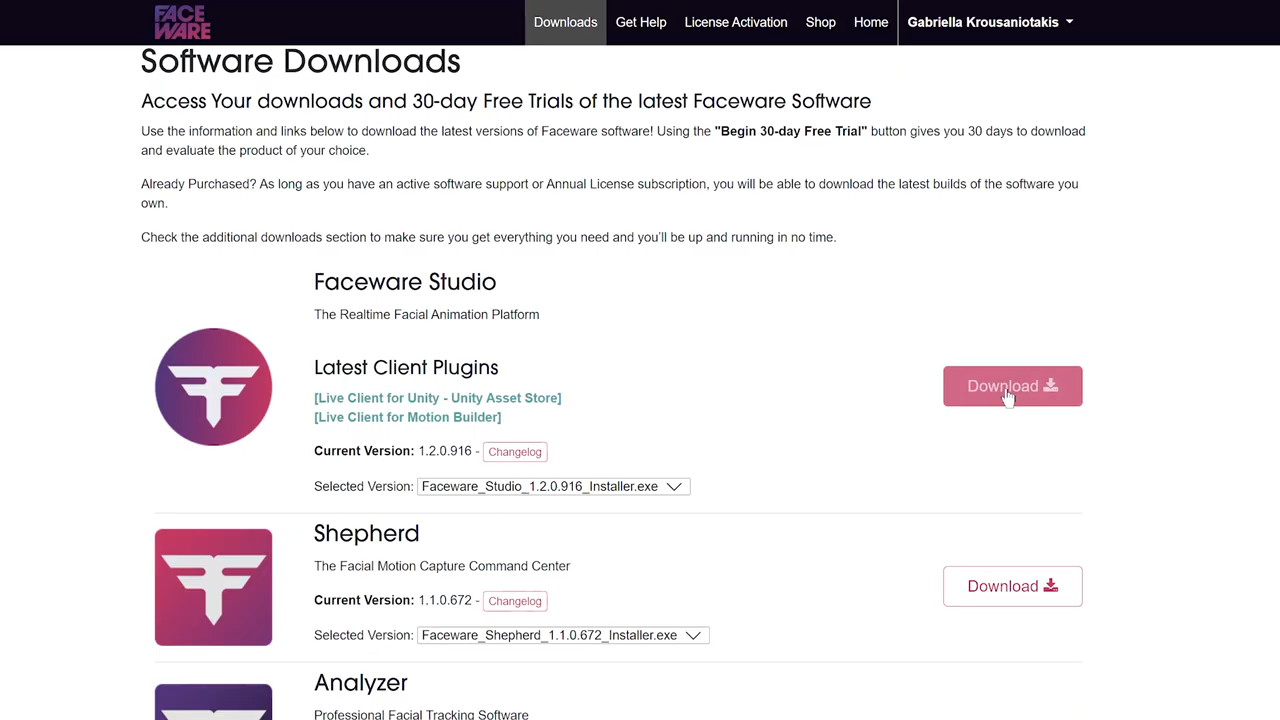 FACE WARE
Downloads Get Help License Activation Shop Home Gabriella Krousaniotakis
Software Downloads
Access Your downloads and 30-day Free Trials of the latest Faceware Software
Use the information and links below to download the latest versions of Faceware software! Using the "Begin 30-day Free Trial" button gives you 30 days to download
and evaluate the product of your choice.
Already Purchased? As long as you have an active software support or Annual License subscription, you will be able to download the latest builds of the software you
own.
Check the additional downloads section to make sure you get everything you need and you'll be up and running in no time.
Faceware Studio
The Realtime Facial Animation Platform
Latest Client Plugins
Download
[Live Client for Unity - Unity Asset Store]
[Live Client for Motion Builder]
Current Version: 1.2.0.916 - Changelog
Selected Version: Faceware_Studio_1.2.0.916_Installer.exe
Shepherd
The Facial Motion Capture Command Center
Download
Current Version: 1.1.0.672 - Changelog
Selected Version: Faceware_Shepherd_1.1.0.672_Installer.exe
Analyzer
Professional Facial Tracking Software